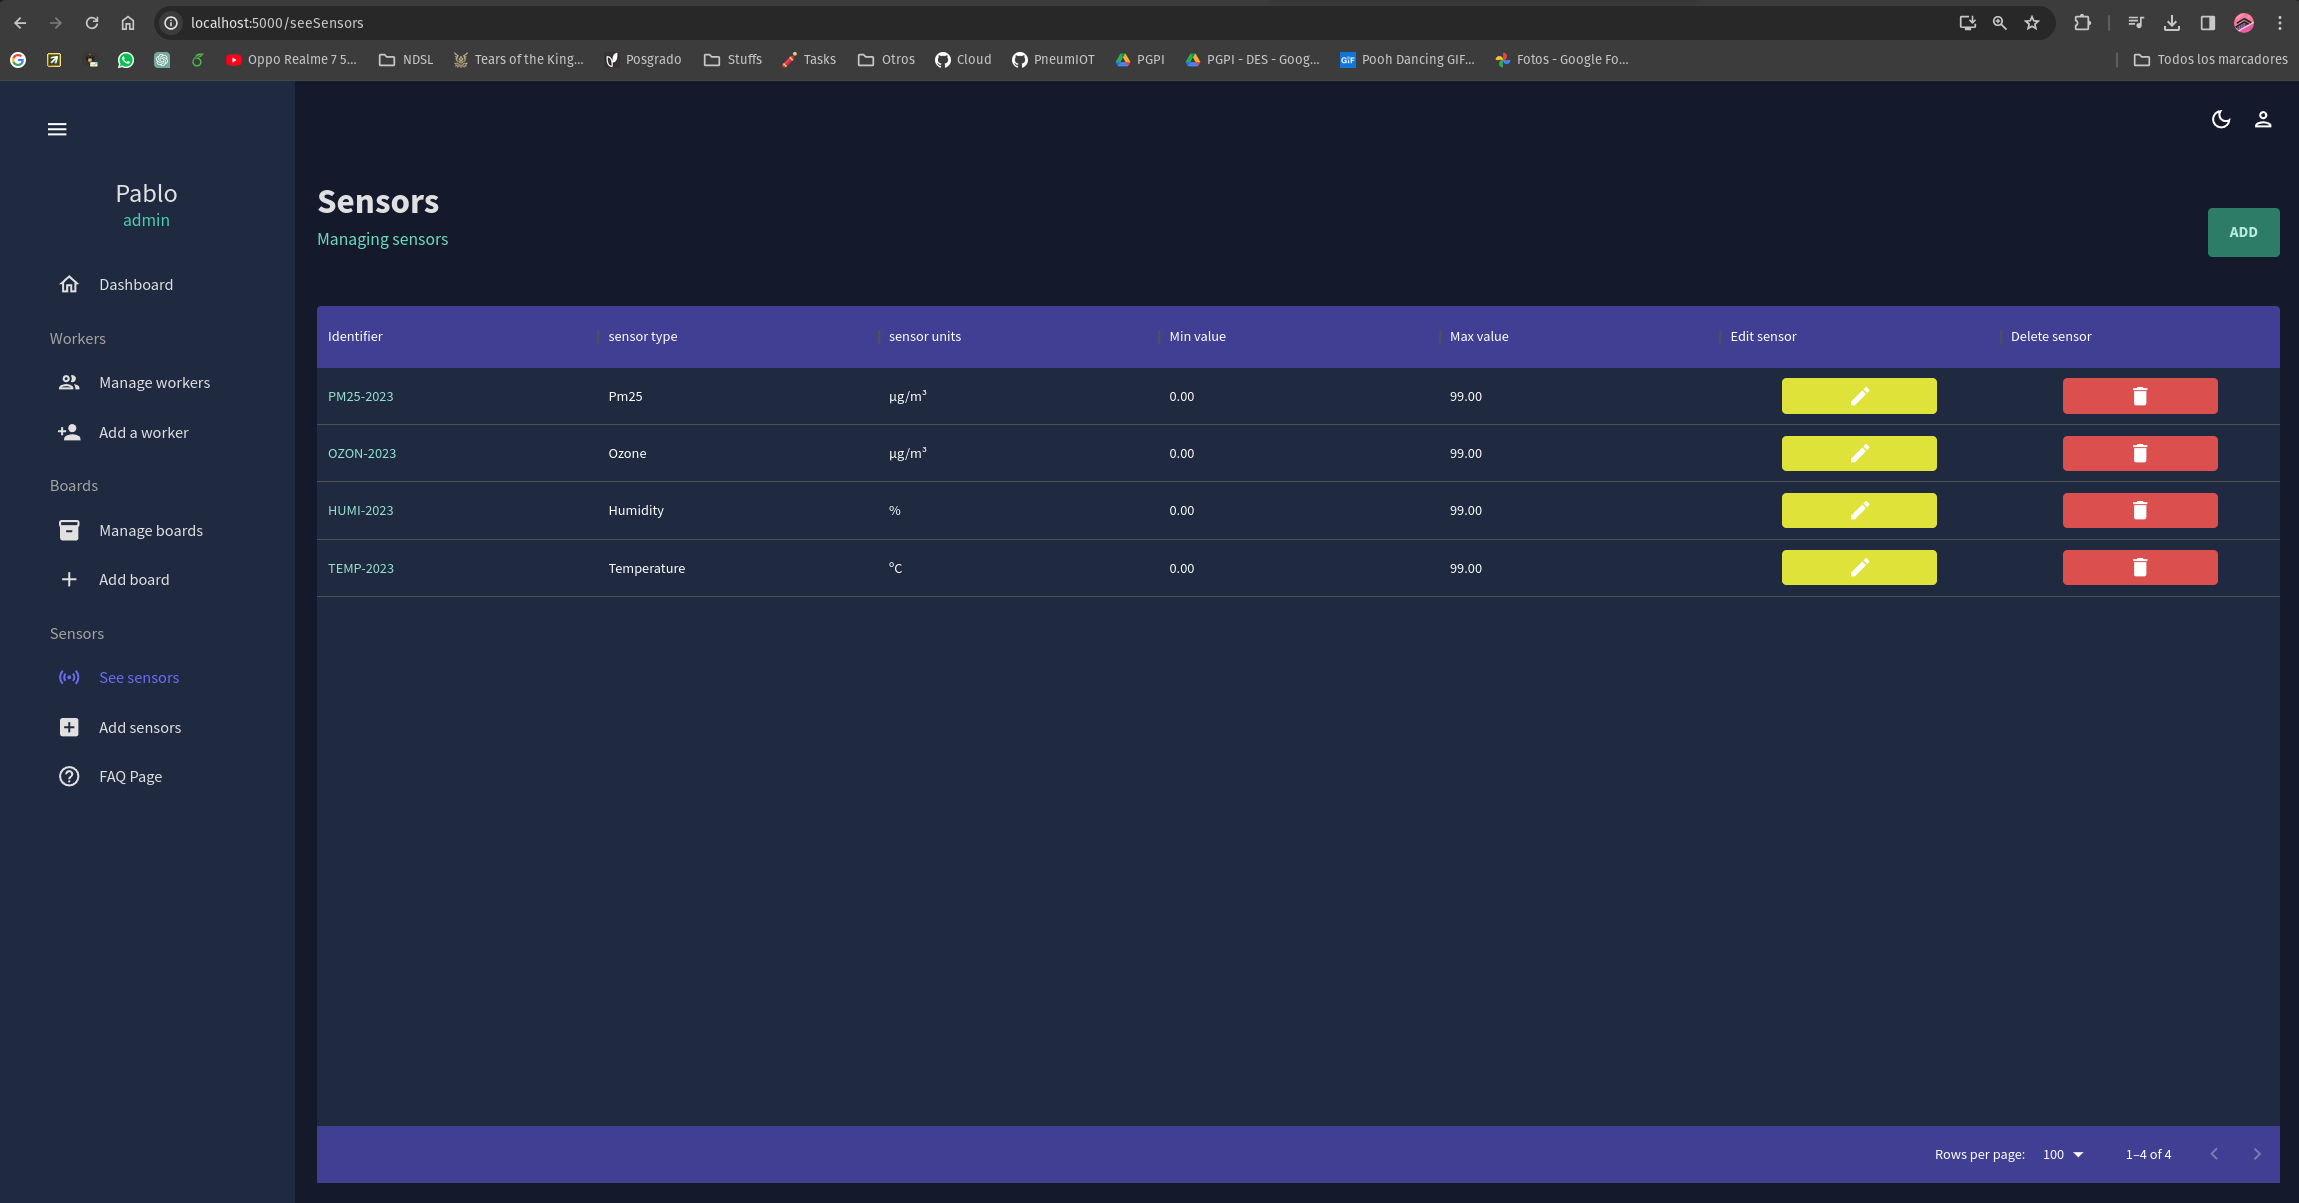 localhost:5000/seeSensors
Oppo Realme 7 5... NDSL Tears of the King... Posgrado Stuffs Tasks Otros Cloud PneumIOT PGPI PGPI - DES - Goog... GIF Pooh Dancing GIF... Fotos - Google Fo... Todos los marcadores
Pablo
admin
Dashboard
Workers
Manage workers
Add a worker
Boards
Manage boards
Add board
Sensors
See sensors
Add sensors
FAQ Page
Sensors
Managing sensors
ADD
Identifier sensor type sensor units Min value Max value Edit sensor Delete sensor
PM25-2023 Pm25 µg/m³ 0.00 99.00
OZON-2023 Ozone µg/m³ 0.00 99.00
HUMI-2023 Humidity % 0.00 99.00
TEMP-2023 Temperature ºC 0.00 99.00
Rows per page: 100 1–4 of 4